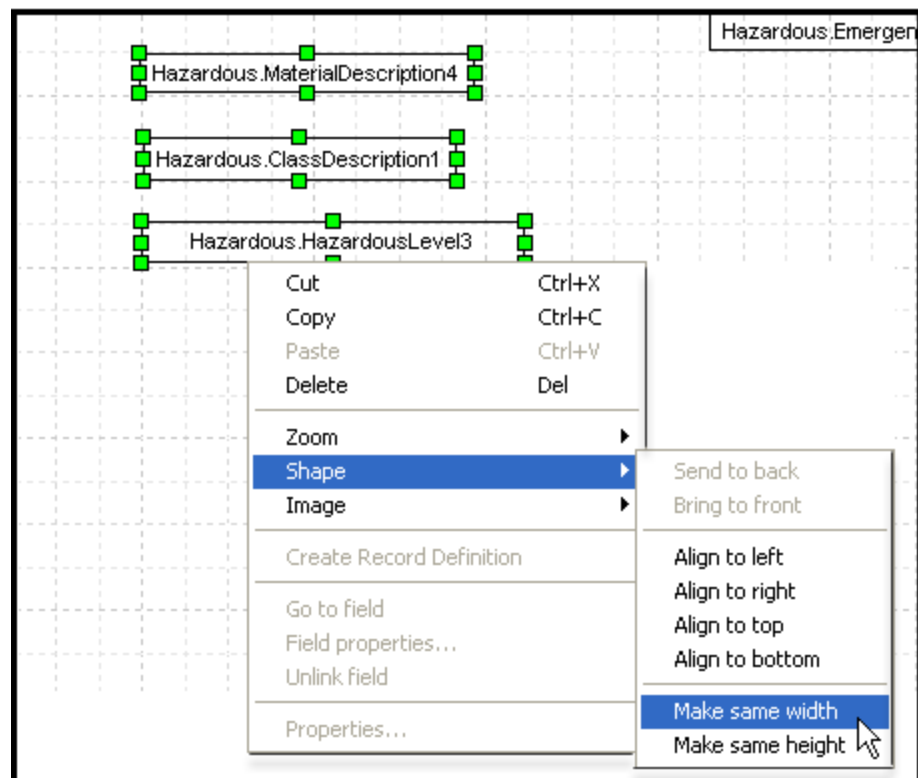 Hazardous.Emergen
Hazardous.MaterialDescription4
Hazardous.ClassDescription1
Hazardous.HazardousLevel3
Cut Ctrl+X
Copy Ctrl+C
Paste Ctrl+V
Delete Del
Zoom
Shape
Image
Create Record Definition
Go to field
Field properties...
Unlink field
Properties...
Send to back
Bring to front
Align to left
Align to right
Align to top
Align to bottom
Make same width
Make same height